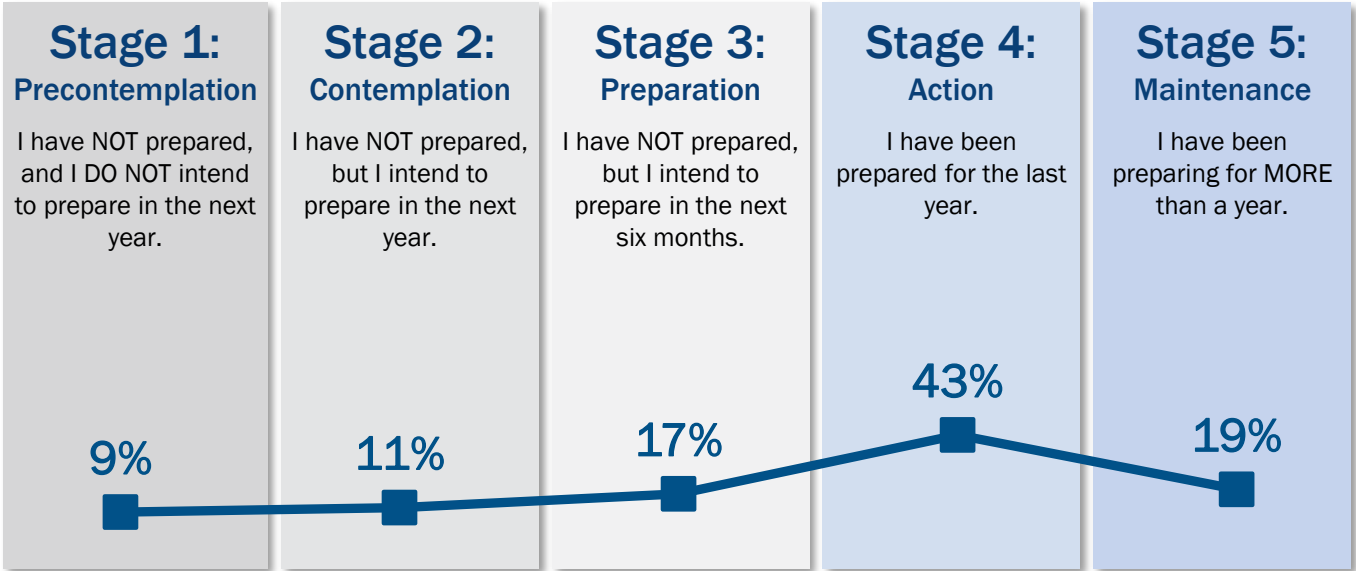 Stage 1:
Precontemplation
I have NOT prepared,
and I DO NOT intend
to prepare in the next
year.
9%
Stage 2:
Contemplation
I have NOT prepared,
but I intend to
prepare in the next
year.
11%
Stage 3:
Preparation
I have NOT prepared,
but I intend to
prepare in the next
six months.
17%
Stage 4:
Action
I have been
prepared for the last
year.
43%
Stage 5:
Maintenance
I have been
preparing for MORE
than a year.
19%